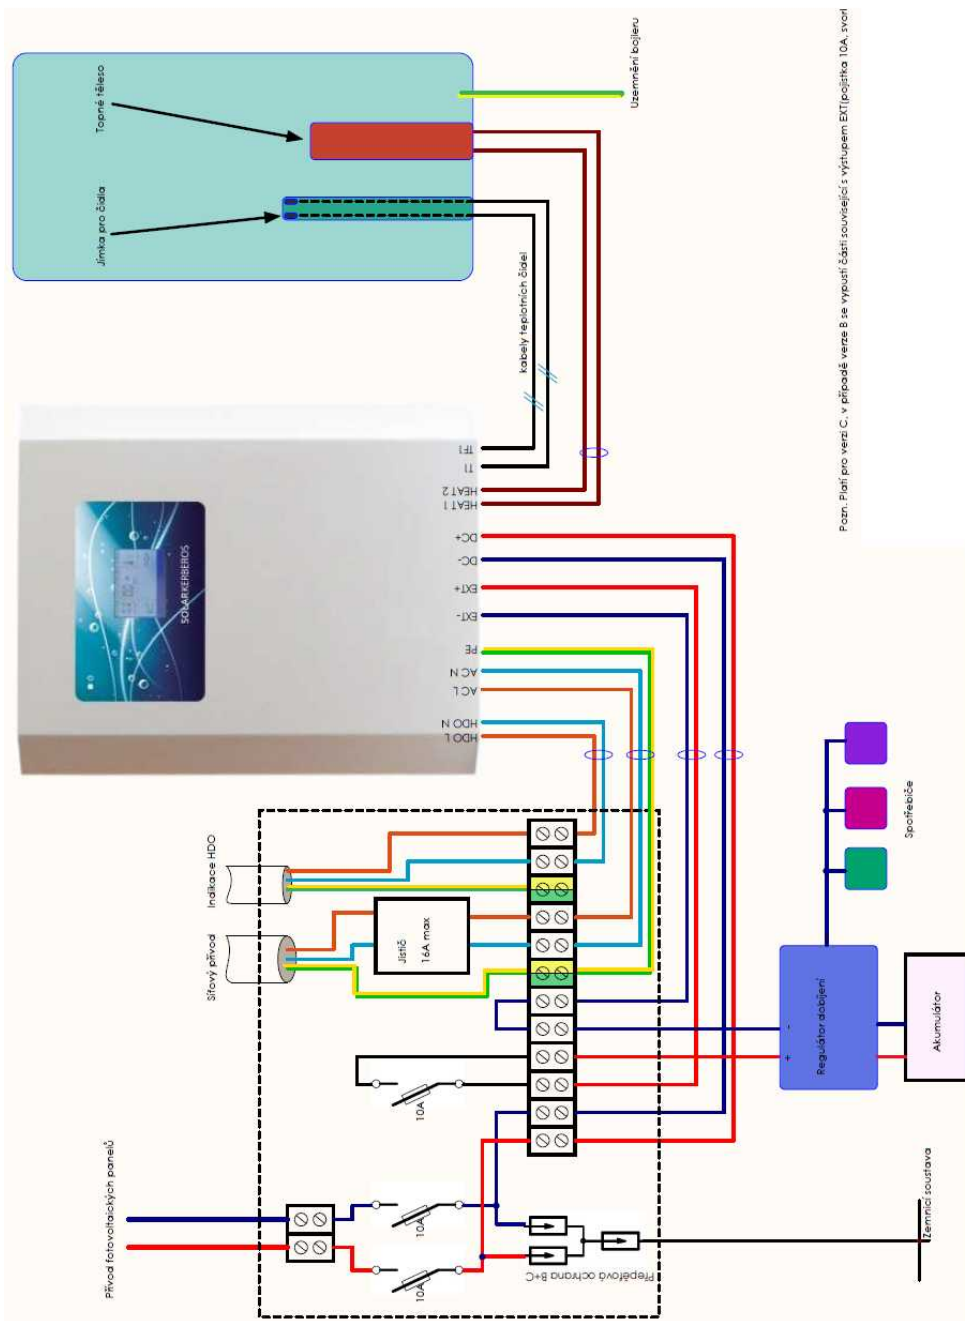 Uzemnění bojleru
Topné těleso
Jímka pro čidla
kabely teplotních čidel
Pozn. Platí pro verzi C, v případě verze B se vypustí části související s výstupem EXT(pojistka 10A, svorl
SOLARKERBEROS
TF1
T1
HEAT 2
HEAT 1
DC+
DC-
EXT+
EXT-
PE
AC N
AC L
HDO N
HDO L
Indikace HDO
Síťový přívod
Jistič
16A max
10A
Přívod fotovoltaických panelů
10A
10A
Přepěťová ochrana B+C
Spotřebiče
Regulátor dobíjení
+
-
Akumulátor
Zemnící soustava